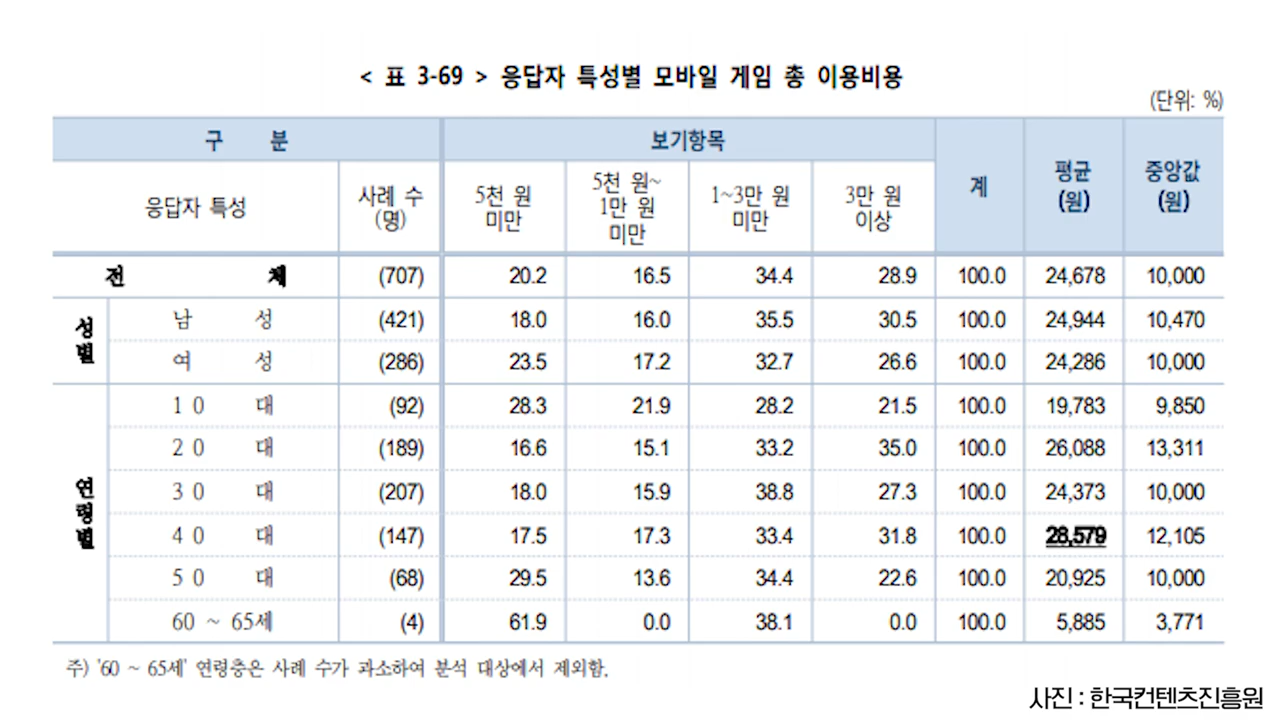 < 표 3-69 > 응답자 특성별 모바일 게임 총 이용비용
(단위: %)
구 분 보기항목 계 평균 (원) 중앙값 (원)
응답자 특성 사례 수 (명) 5천 원 미만 5천 원~ 1만 원 미만 1~3만 원 미만 3만 원 이상
전 체 (707) 20.2 16.5 34.4 28.9 100.0 24,678 10,000
성별
남 성 (421) 18.0 16.0 35.5 30.5 100.0 24,944 10,470
여 성 (286) 23.5 17.2 32.7 26.6 100.0 24,286 10,000
연령별
10 대 (92) 28.3 21.9 28.2 21.5 100.0 19,783 9,850
20 대 (189) 16.6 15.1 33.2 35.0 100.0 26,088 13,311
30 대 (207) 18.0 15.9 38.8 27.3 100.0 24,373 10,000
40 대 (147) 17.5 17.3 33.4 31.8 100.0 28,579 12,105
50 대 (68) 29.5 13.6 34.4 22.6 100.0 20,925 10,000
60 ~ 65세 (4) 61.9 0.0 38.1 0.0 100.0 5,885 3,771
주) '60 ~ 65세' 연령층은 사례 수가 과소하여 분석 대상에서 제외함.
사진 : 한국컨텐츠진흥원